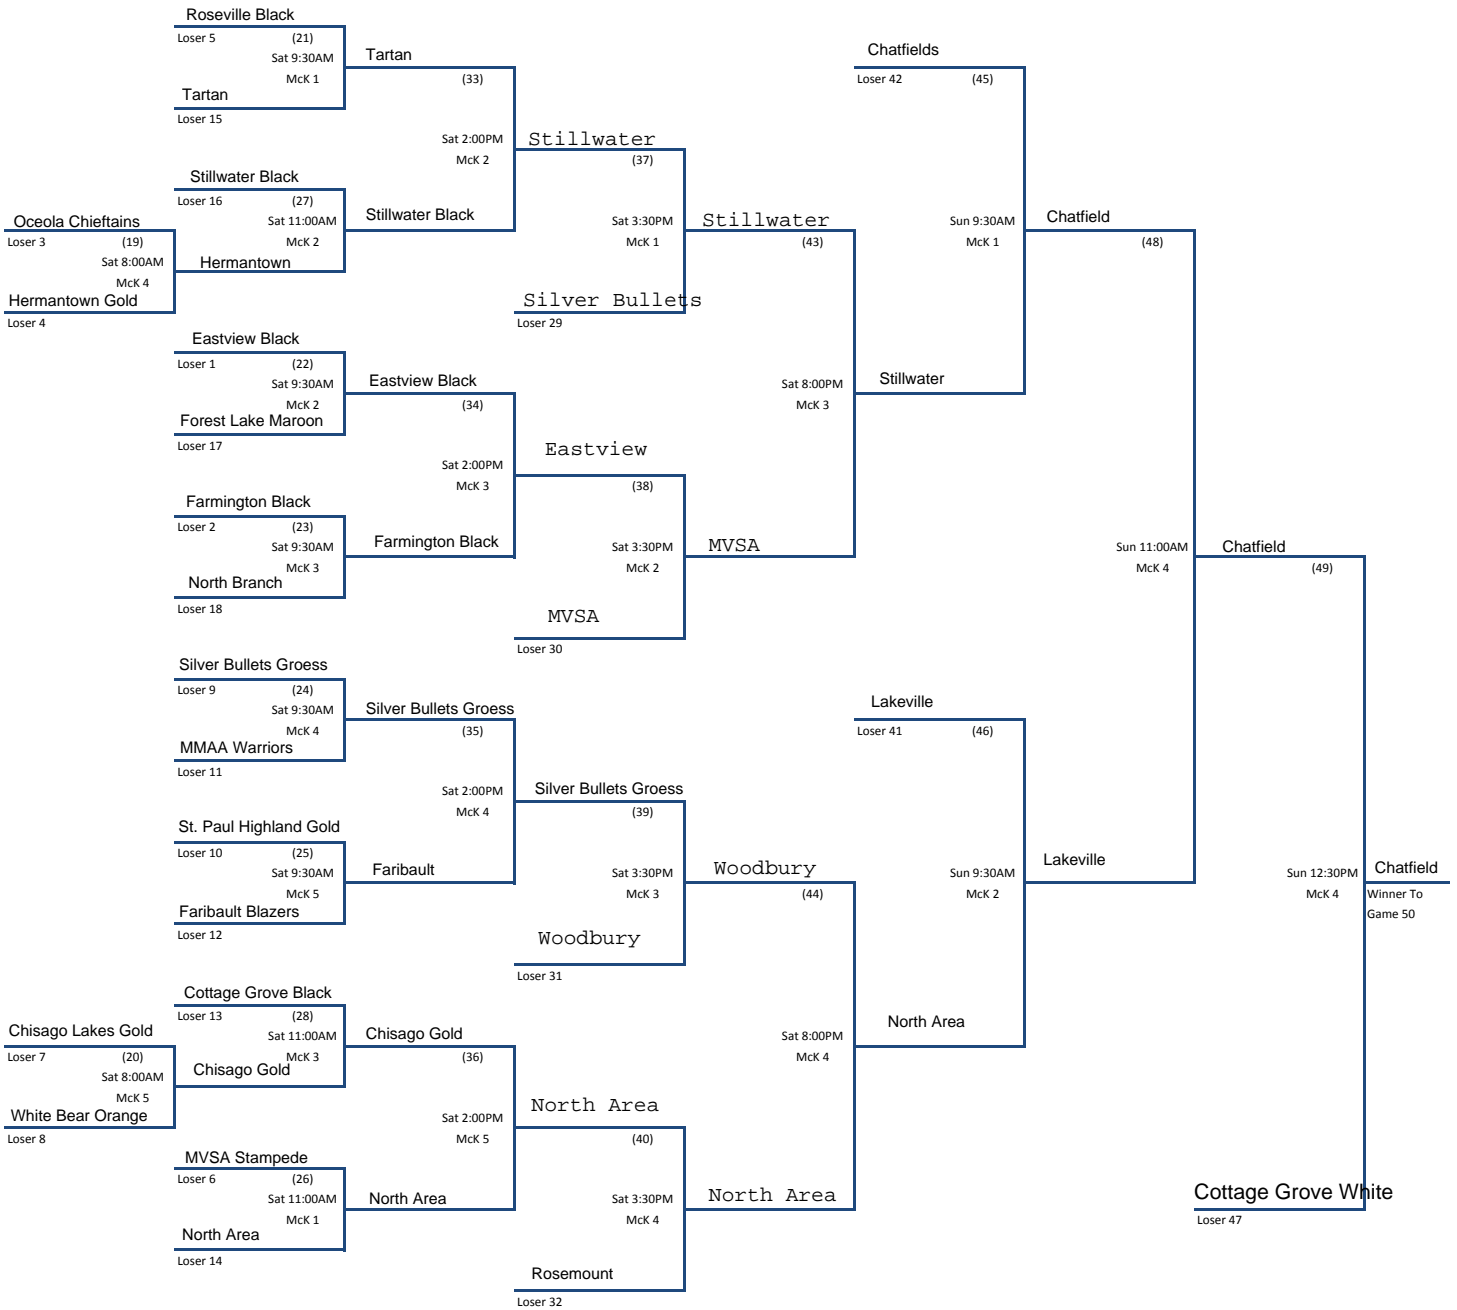 Roseville Black
Loser 5 (21)
Sat 9:30AM
McK 1
Tartan
Loser 15
Tartan
(33)
Sat 2:00PM
McK 2
Stillwater Black
Loser 16 (27)
Sat 11:00AM
McK 2
Stillwater Black
Oceola Chieftains
Loser 3 (19)
Sat 8:00AM
McK 4
Hermantown Gold
Loser 4
Hermantown
Stillwater
(37)
Sat 3:30PM
McK 1
Silver Bullets
Loser 29
Stillwater
(43)
Sat 8:00PM
McK 3
Eastview Black
Loser 1 (22)
Sat 9:30AM
McK 2
Forest Lake Maroon
Loser 17
Eastview Black
(34)
Sat 2:00PM
McK 3
Farmington Black
Loser 2 (23)
Sat 9:30AM
McK 3
North Branch
Loser 18
Farmington Black
Eastview
(38)
Sat 3:30PM
McK 2
MVSA
Loser 30
MVSA
Chatfields
Loser 42 (45)
Sun 9:30AM
McK 1
Stillwater
Chatfield
(48)
Sun 11:00AM
McK 4
Silver Bullets Groess
Loser 9 (24)
Sat 9:30AM
McK 4
MMAA Warriors
Loser 11
Silver Bullets Groess
(35)
Sat 2:00PM
McK 4
St. Paul Highland Gold
Loser 10 (25)
Sat 9:30AM
McK 5
Faribault Blazers
Loser 12
Faribault
Silver Bullets Groess
(39)
Sat 3:30PM
McK 3
Woodbury
Loser 31
Woodbury
(44)
Sat 8:00PM
McK 4
Cottage Grove Black
Loser 13 (28)
Sat 11:00AM
McK 3
Chisago Gold
Chisago Lakes Gold
Loser 7 (20)
Sat 8:00AM
McK 5
White Bear Orange
Loser 8
Chisago Gold
(36)
Sat 2:00PM
McK 5
MVSA Stampede
Loser 6 (26)
Sat 11:00AM
McK 1
North Area
Loser 14
North Area
North Area
(40)
Sat 3:30PM
McK 4
Rosemount
Loser 32
North Area
Lakeville
Loser 41 (46)
Sun 9:30AM
McK 2
North Area
Lakeville
Chatfield
(49)
Sun 12:30PM
McK 4
Cottage Grove White
Loser 47
Chatfield
Winner To
Game 50